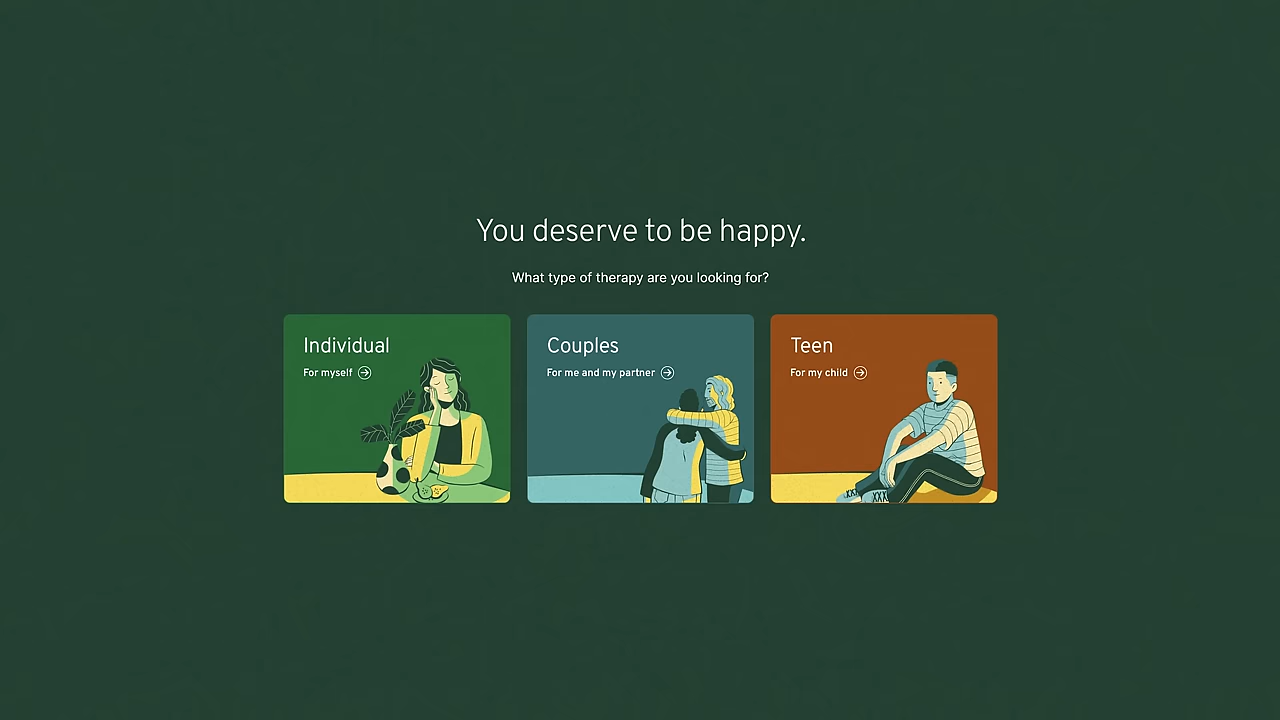 You deserve to be happy.
What type of therapy are you looking for?
Individual
For myself
Couples
For me and my partner
Teen
For my child